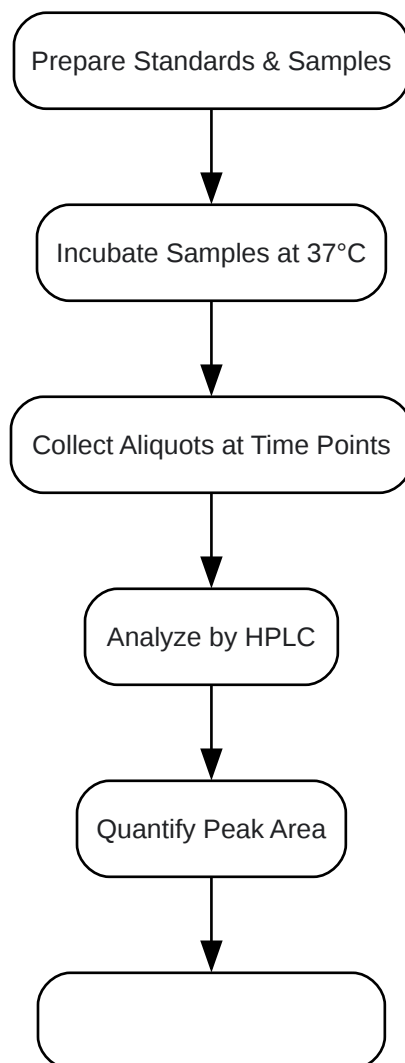 Prepare Standards & Samples
Incubate Samples at 37°C
Collect Aliquots at Time Points
Analyze by HPLC
Quantify Peak Area